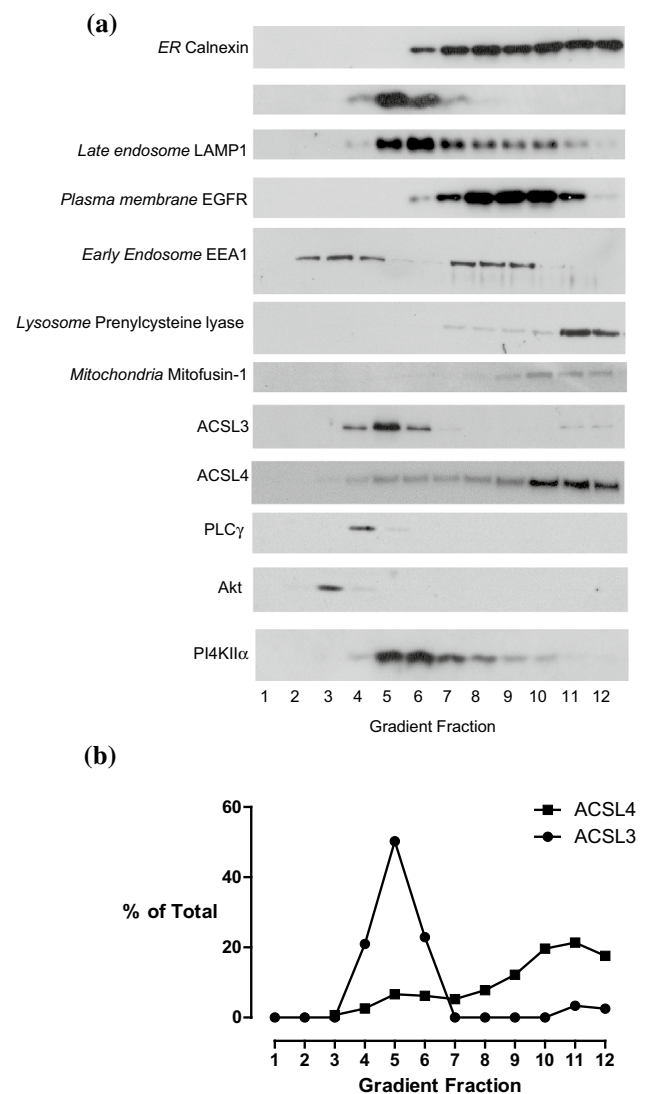 (a)
ER Calnexin
Late endosome LAMP1
Plasma membrane EGFR
Early Endosome EEA1
Lysosome Prenylcysteine lyase
Mitochondria Mitofusin-1
ACSL3
ACSL4
PLCγ
Akt
PI4KIIα
1 2 3 4 5 6 7 8 9 10 11 12
Gradient Fraction
(b)
60
40
20
0
% of Total
ACSL4
ACSL3
1 2 3 4 5 6 7 8 9 10 11 12
Gradient Fraction